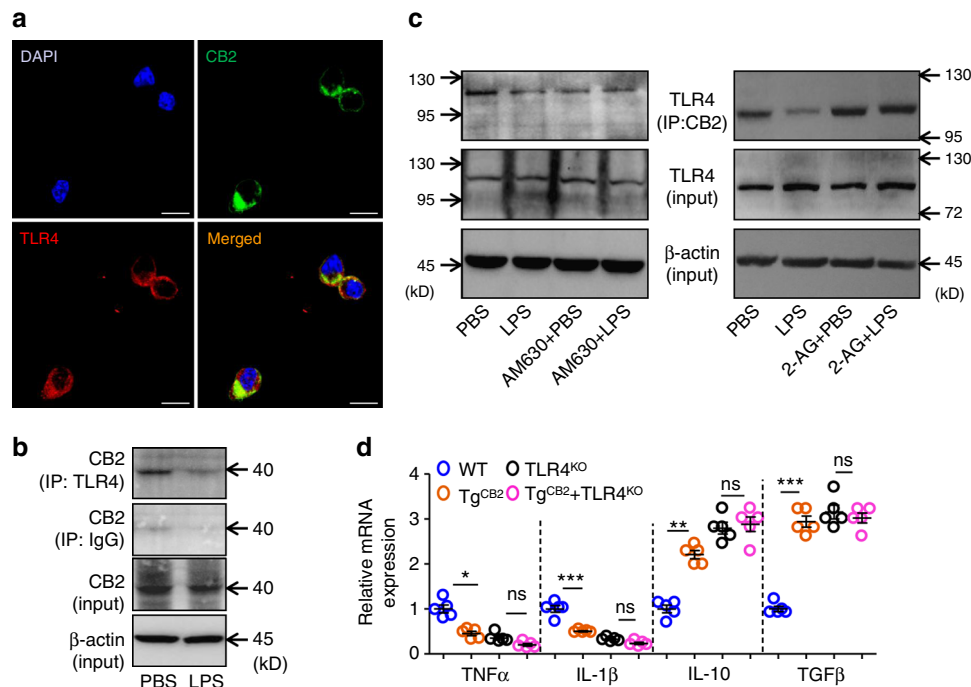 a
DAPI
CB2
TLR4
Merged
b
CB2
(IP: TLR4)
40
CB2
(IP: IgG)
40
CB2
(input)
40
β-actin
(input)
45
(kD)
PBS LPS
c
130
95
TLR4
(IP:CB2)
130
95
130
95
TLR4
(input)
130
72
45
β-actin
(input)
45
(kD)
(kD)
PBS
LPS
AM630+PBS
AM630+LPS
PBS
LPS
2-AG+PBS
2-AG+LPS
d
WT
TLR4KO
TgCB2
TgCB2+TLR4KO
Relative mRNA
expression
4
3
2
1
0
*
ns
***
ns
**
ns
***
ns
TNFα
IL-1β
IL-10
TGFβ